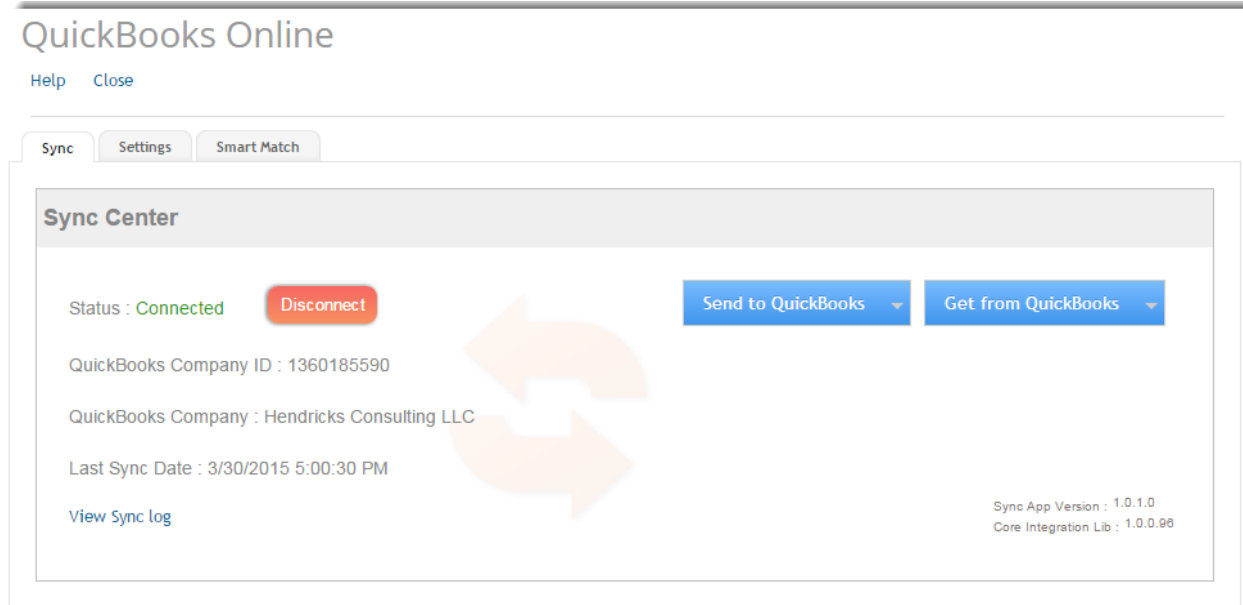 QuickBooks Online
Help Close
Sync Settings Smart Match
Sync Center
Status : Connected Disconnect Send to QuickBooks Get from QuickBooks
QuickBooks Company ID : 1360185590
QuickBooks Company : Hendricks Consulting LLC
Last Sync Date : 3/30/2015 5:00:30 PM
View Sync log
Sync App Version : 1.0.1.0
Core Integration Lib : 1.0.0.96